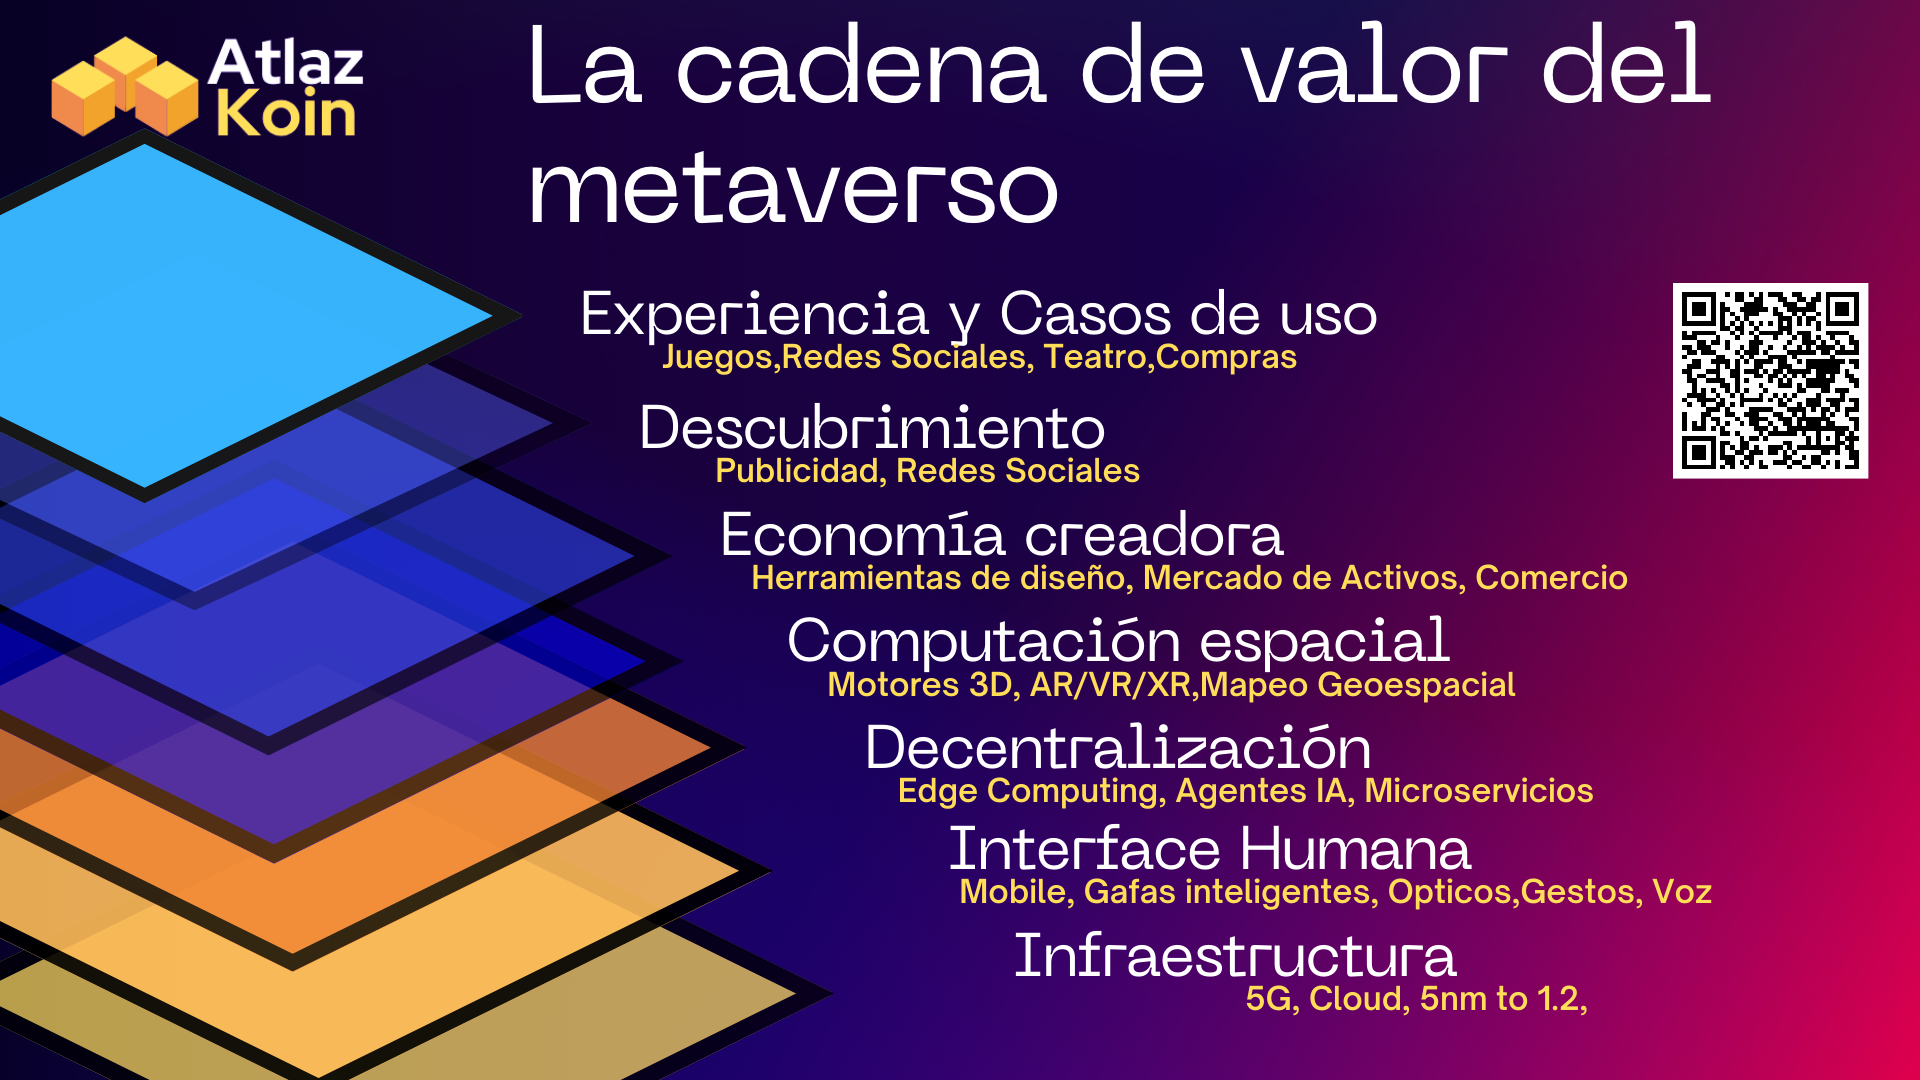 Atlaz
Koin
La cadena de valor del
metaverso
Experiencia y Casos de uso
Juegos,Redes Sociales, Teatro,Compras
Descubrimiento
Publicidad, Redes Sociales
Economía creadora
Herramientas de diseño, Mercado de Activos, Comercio
Computación espacial
Motores 3D, AR/VR/XR,Mapeo Geoespacial
Decentralización
Edge Computing, Agentes IA, Microservicios
Interface Humana
Mobile, Gafas inteligentes, Opticos,Gestos, Voz
Infraestructura
5G, Cloud, 5nm to 1.2,